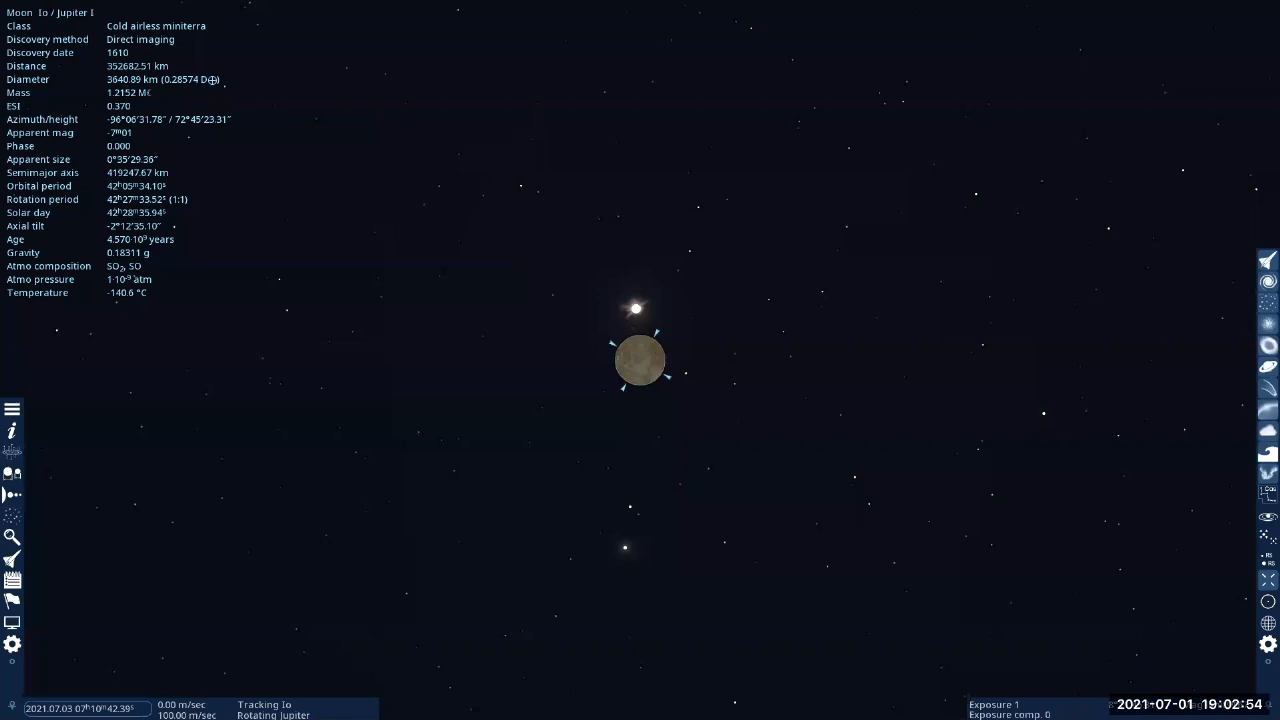 Moon Io / Jupiter I
Class Cold airless miniterra
Discovery method Direct imaging
Discovery date 1610
Distance 352682.51 km
Diameter 3640.89 km (0.28574 D⊕)
Mass 1.2152 M☾
ESI 0.370
Azimuth/height -96°06'31.78" / 72°45'23.31"
Apparent mag -7ᵐ01
Phase 0.000
Apparent size 0°35'29.36"
Semimajor axis 419247.67 km
Orbital period 42ʰ05ᵐ34.10ˢ
Rotation period 42ʰ27ᵐ33.52ˢ (1:1)
Solar day 42ʰ28ᵐ35.94ˢ
Axial tilt -2°12'35.10"
Age 4.570·10⁹ years
Gravity 0.18311 g
Atmo composition SO₂, SO
Atmo pressure 1·10⁻⁹ atm
Temperature -140.6 °C
Gas
RS
RS
2021.07.03 07ʰ10ᵐ42.39ˢ
0.00 m/sec
100.00 m/sec
Tracking Io
Rotating Jupiter
Exposure 1
Exposure comp. 0
2021-07-01 19:02:54